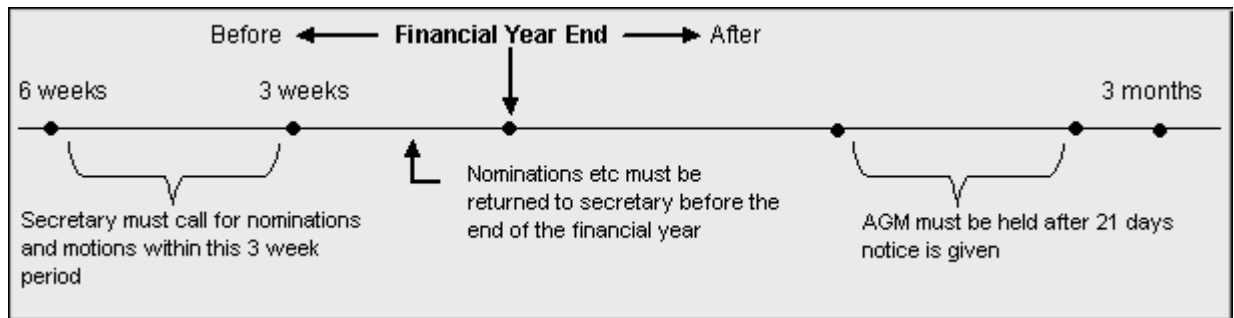 Before Financial Year End After
6 weeks 3 weeks 3 months
Secretary must call for nominations
and motions within this 3 week
period
Nominations etc must be
returned to secretary before the
end of the financial year
AGM must be held after 21 days
notice is given